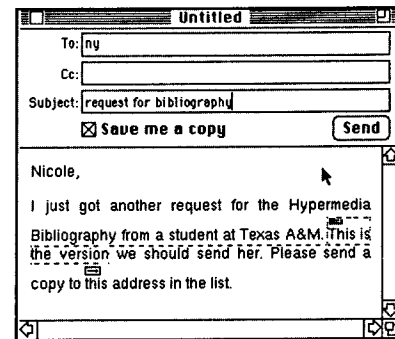 Untitled
To: ny
Cc:
Subject: request for bibliography
Save me a copy
Send
Nicole,
I just got another request for the Hypermedia
Bibliography from a student at Texas A&M. This is
the version we should send her. Please send a
copy to this address in the list.